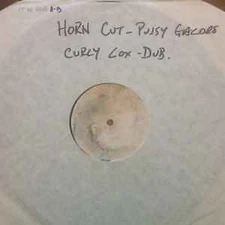 A-B
HORN CUT - PUSSY GALORE
CURLY LOX - DUB.